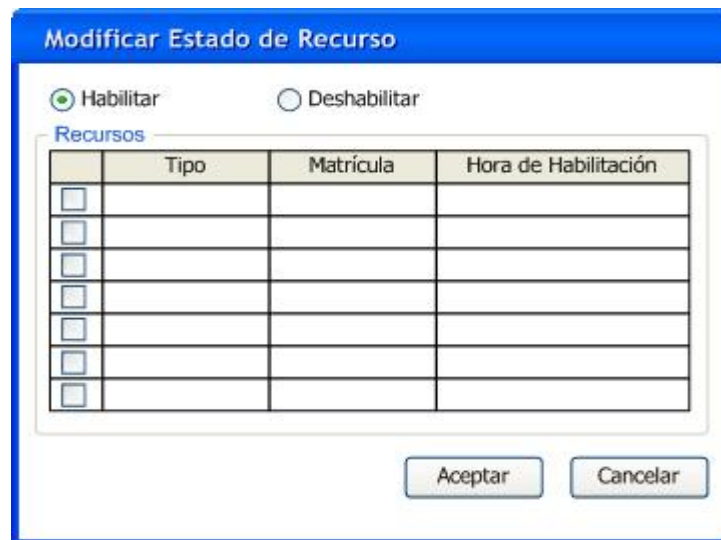 Modificar Estado de Recurso
Habilitar Deshabilitar
Recursos
Tipo Matrícula Hora de Habilitación
Aceptar Cancelar